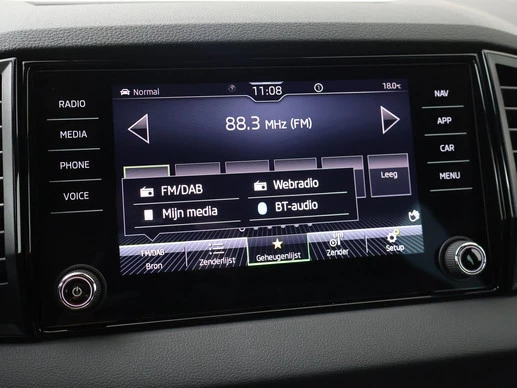 RADIO
MEDIA
PHONE
VOICE
Normal
11:08
18.0°C
88.3 MHz (FM)
FM/DAB
Webradio
Mijn media
BT-audio
Leeg
FM/DAB
Bron
Zenderlijst
Geheugenlijst
Zender
Setup
NAV
APP
CAR
MENU